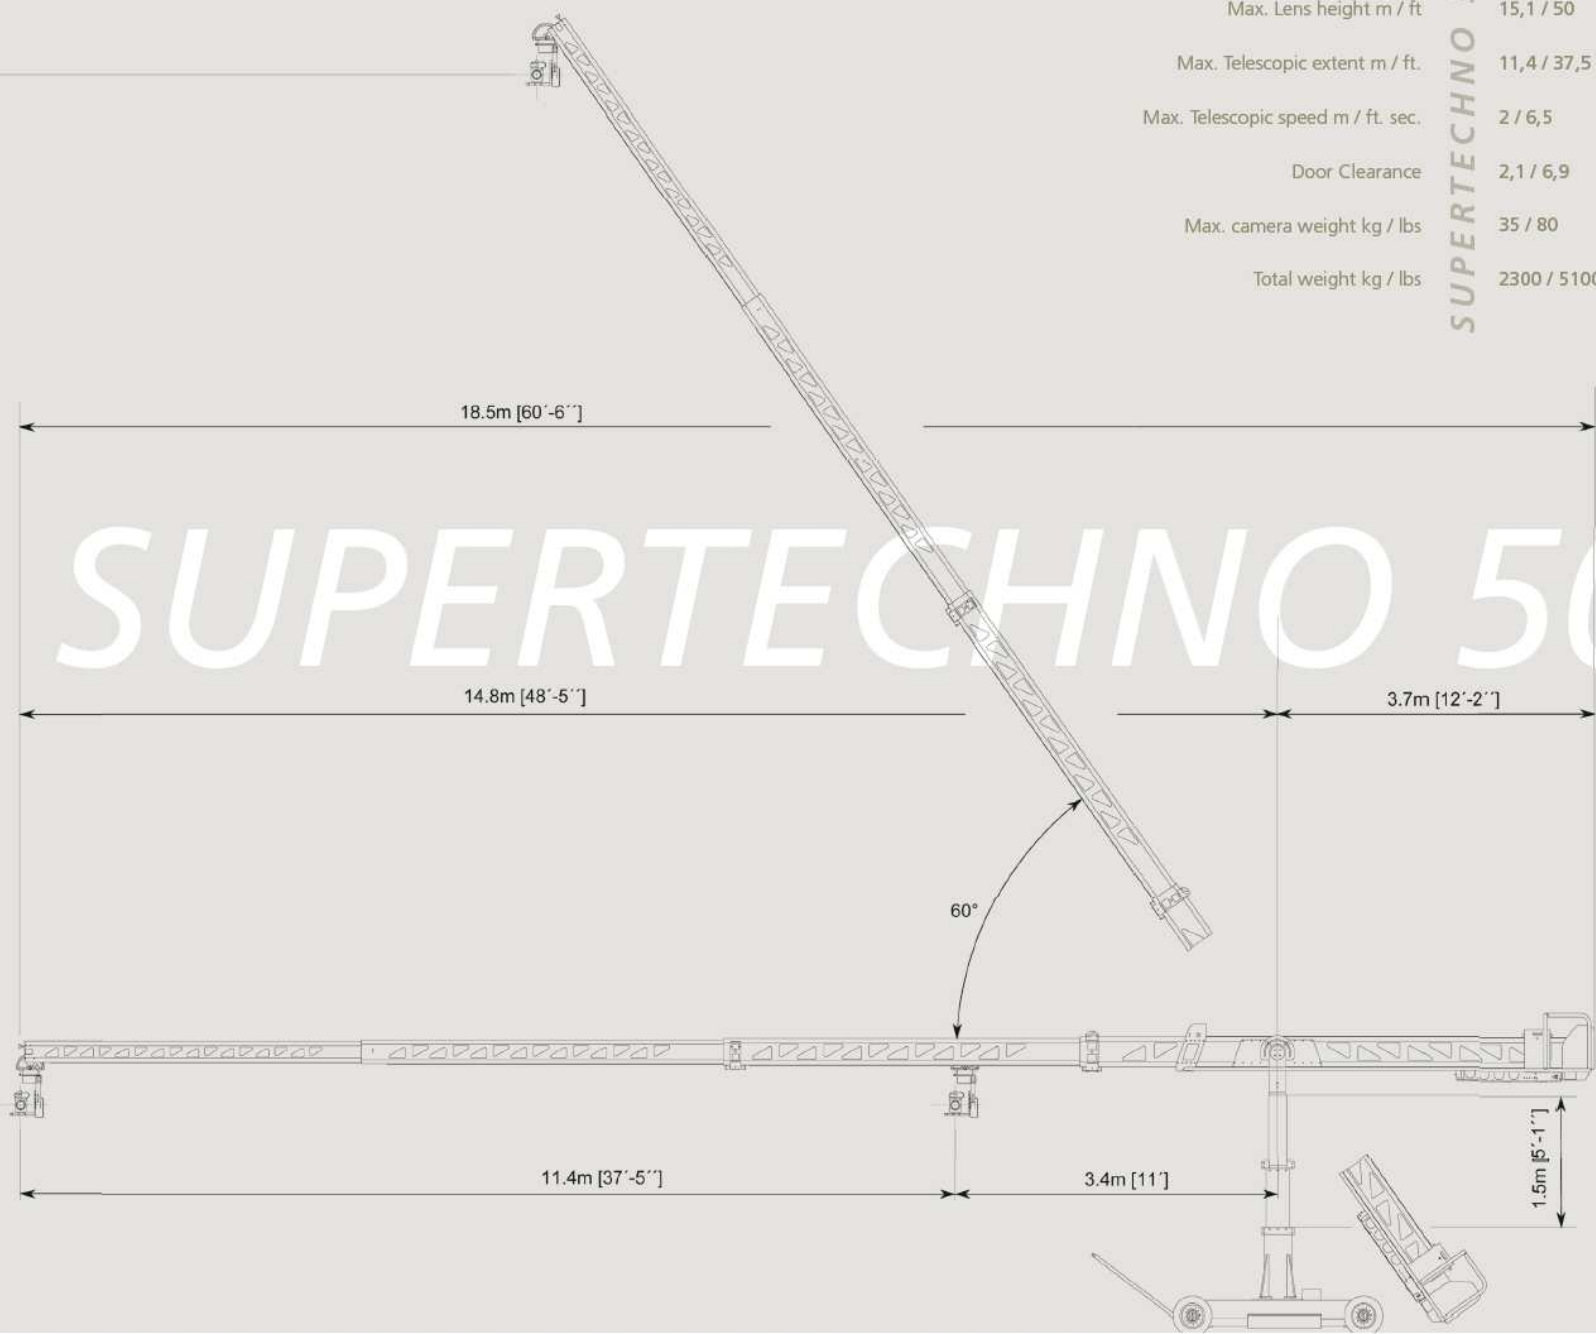 Max. Lens height m / ft 15,1 / 50
Max. Telescopic extent m / ft. 11,4 / 37,5
Max. Telescopic speed m / ft. sec. 2 / 6,5
Door Clearance 2,1 / 6,9
Max. camera weight kg / lbs 35 / 80
Total weight kg / lbs 2300 / 5100
SUPERTECHNO
18.5m [60´-6´´]
SUPERTECHNO 50
14.8m [48´-5´´]
3.7m [12´-2´´]
60°
11.4m [37´-5´´]
3.4m [11´]
1.5m [5´-1´´]